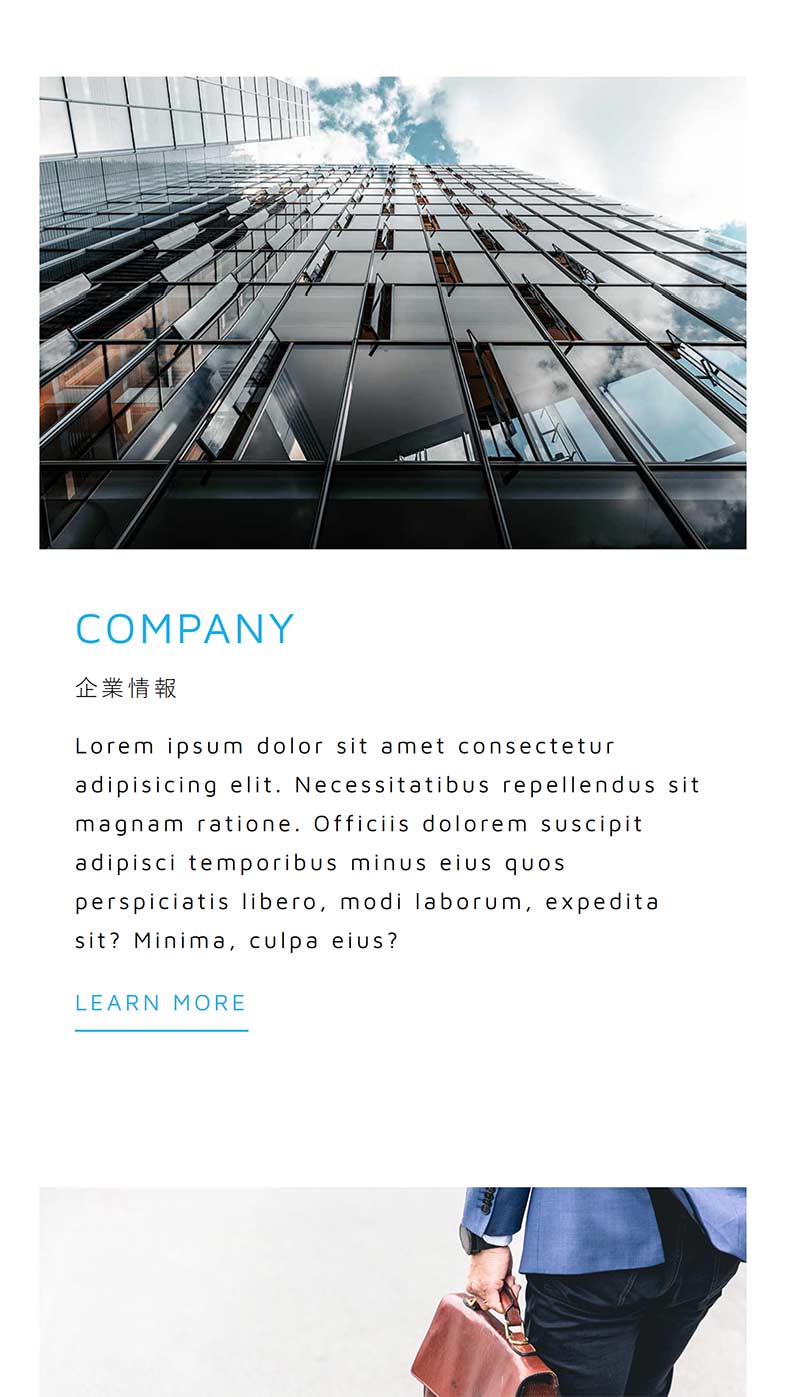 COMPANY
企業情報
Lorem ipsum dolor sit amet consectetur
adipisicing elit. Necessitatibus repellendus sit
magnam ratione. Officiis dolorem suscipit
adipisci temporibus minus eius quos
perspiciatis libero, modi laborum, expedita
sit? Minima, culpa eius?
LEARN MORE